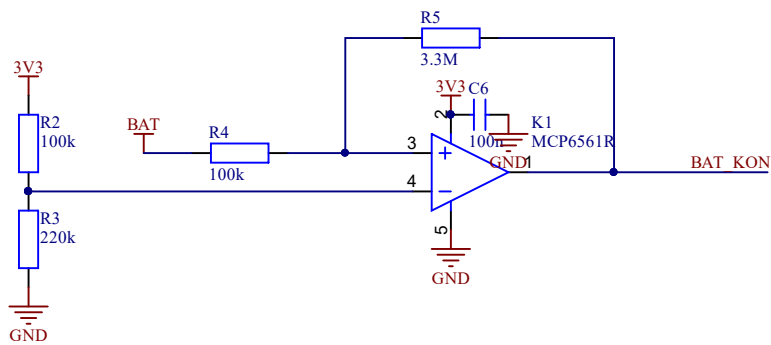 R5
3.3M
3V3
3V3
C6
R2
100k
BAT
R4
100k
2
100n
K1
MCP6561R
GND
3
1
BAT_KON
4
R3
220k
5
GND
GND